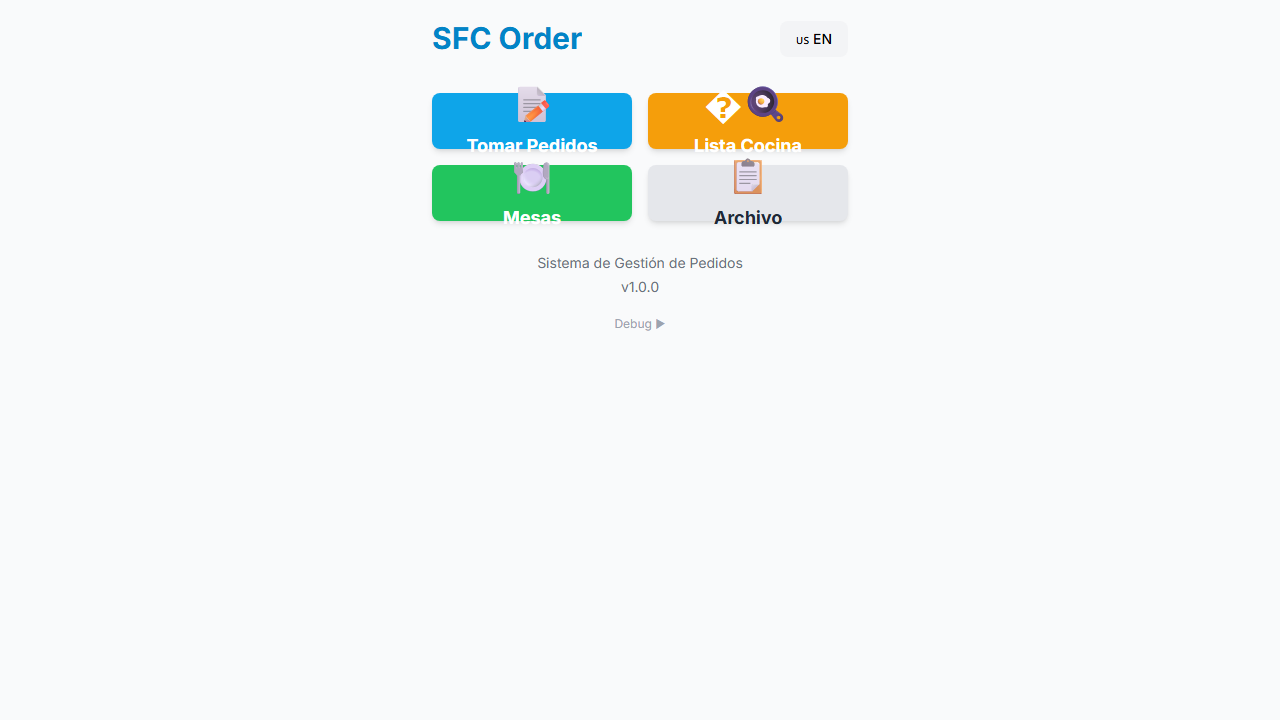 SFC Order
us EN
Tomar Pedidos
�
Lista Cocina
Mesas
Archivo
Sistema de Gestión de Pedidos
v1.0.0
Debug ▶